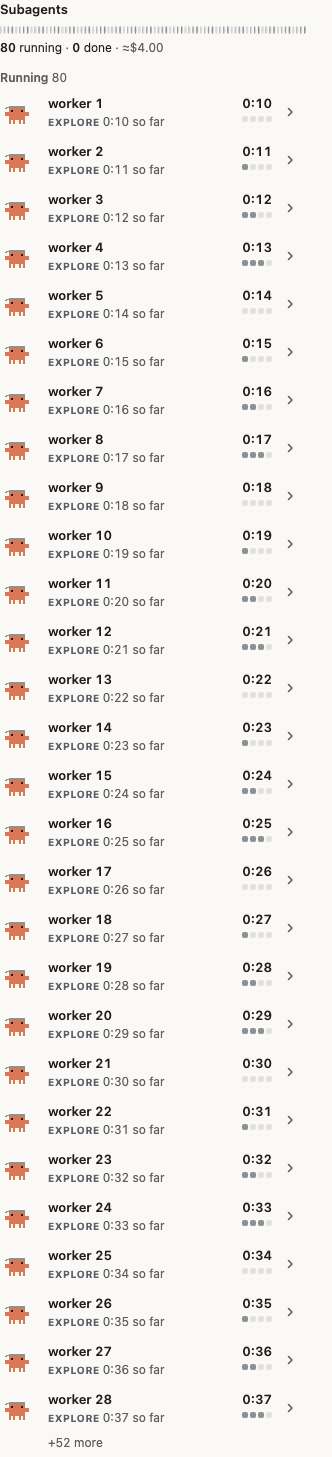 Subagents
80 running · 0 done · ≈$4.00
Running 80
worker 1 0:10
EXPLORE 0:10 so far
worker 2 0:11
EXPLORE 0:11 so far
worker 3 0:12
EXPLORE 0:12 so far
worker 4 0:13
EXPLORE 0:13 so far
worker 5 0:14
EXPLORE 0:14 so far
worker 6 0:15
EXPLORE 0:15 so far
worker 7 0:16
EXPLORE 0:16 so far
worker 8 0:17
EXPLORE 0:17 so far
worker 9 0:18
EXPLORE 0:18 so far
worker 10 0:19
EXPLORE 0:19 so far
worker 11 0:20
EXPLORE 0:20 so far
worker 12 0:21
EXPLORE 0:21 so far
worker 13 0:22
EXPLORE 0:22 so far
worker 14 0:23
EXPLORE 0:23 so far
worker 15 0:24
EXPLORE 0:24 so far
worker 16 0:25
EXPLORE 0:25 so far
worker 17 0:26
EXPLORE 0:26 so far
worker 18 0:27
EXPLORE 0:27 so far
worker 19 0:28
EXPLORE 0:28 so far
worker 20 0:29
EXPLORE 0:29 so far
worker 21 0:30
EXPLORE 0:30 so far
worker 22 0:31
EXPLORE 0:31 so far
worker 23 0:32
EXPLORE 0:32 so far
worker 24 0:33
EXPLORE 0:33 so far
worker 25 0:34
EXPLORE 0:34 so far
worker 26 0:35
EXPLORE 0:35 so far
worker 27 0:36
EXPLORE 0:36 so far
worker 28 0:37
EXPLORE 0:37 so far
+52 more